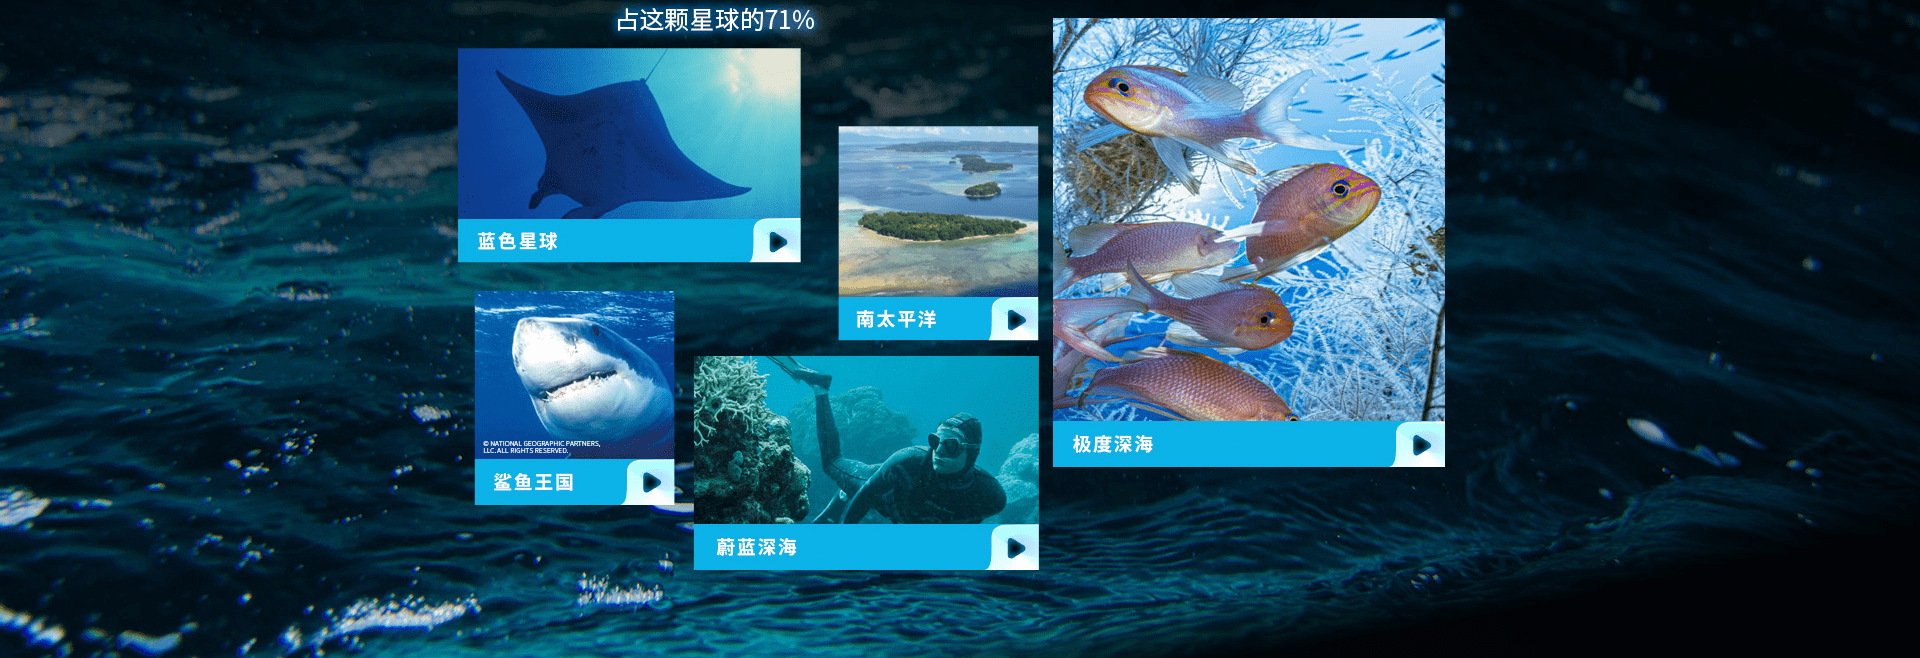 占这颗星球的71%
蓝色星球
南太平洋
© NATIONAL GEOGRAPHIC PARTNERS,
LLC. ALL RIGHTS RESERVED.
鲨鱼王国
蔚蓝深海
极度深海